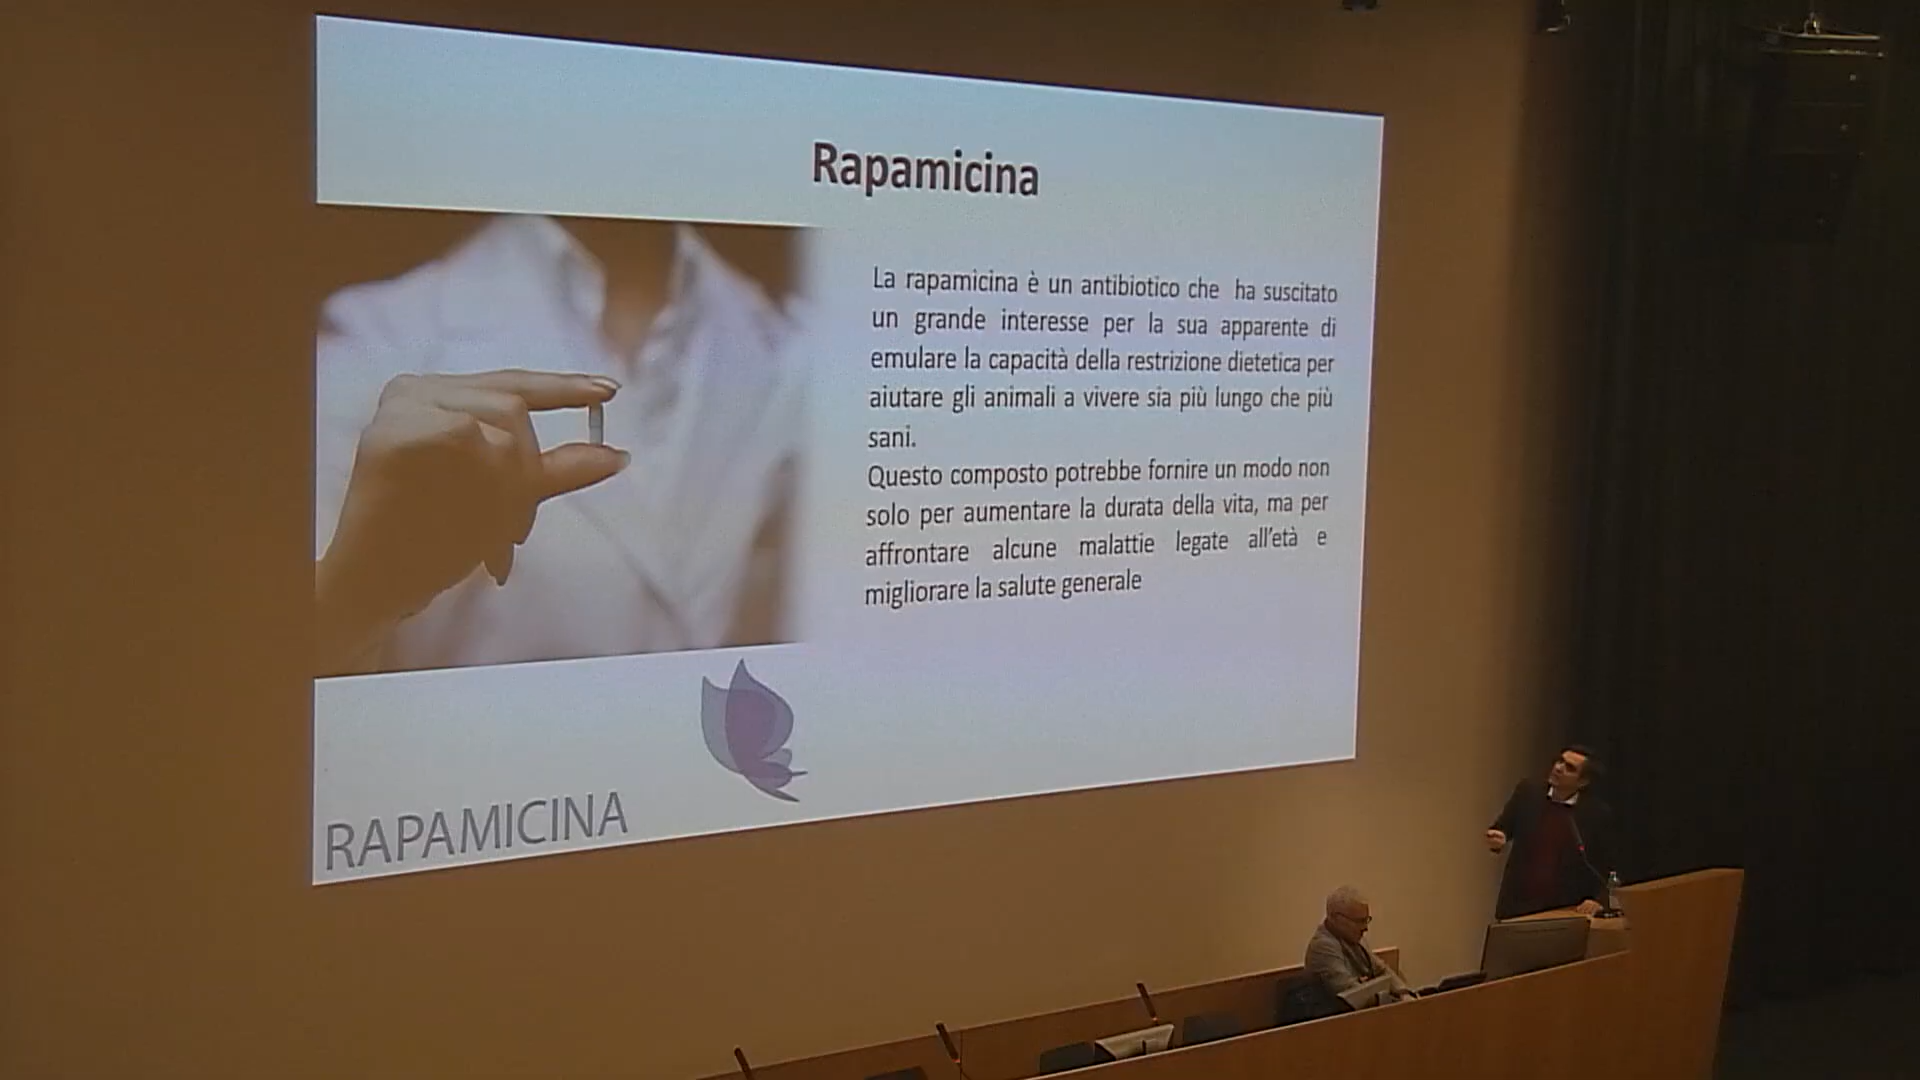 Rapamicina
La rapamicina è un antibiotico che ha suscitato
un grande interesse per la sua apparente di
emulare la capacità della restrizione dietetica per
aiutare gli animali a vivere sia più lungo che più
sani.
Questo composto potrebbe fornire un modo non
solo per aumentare la durata della vita, ma per
affrontare alcune malattie legate all'età e
migliorare la salute generale
RAPAMICINA